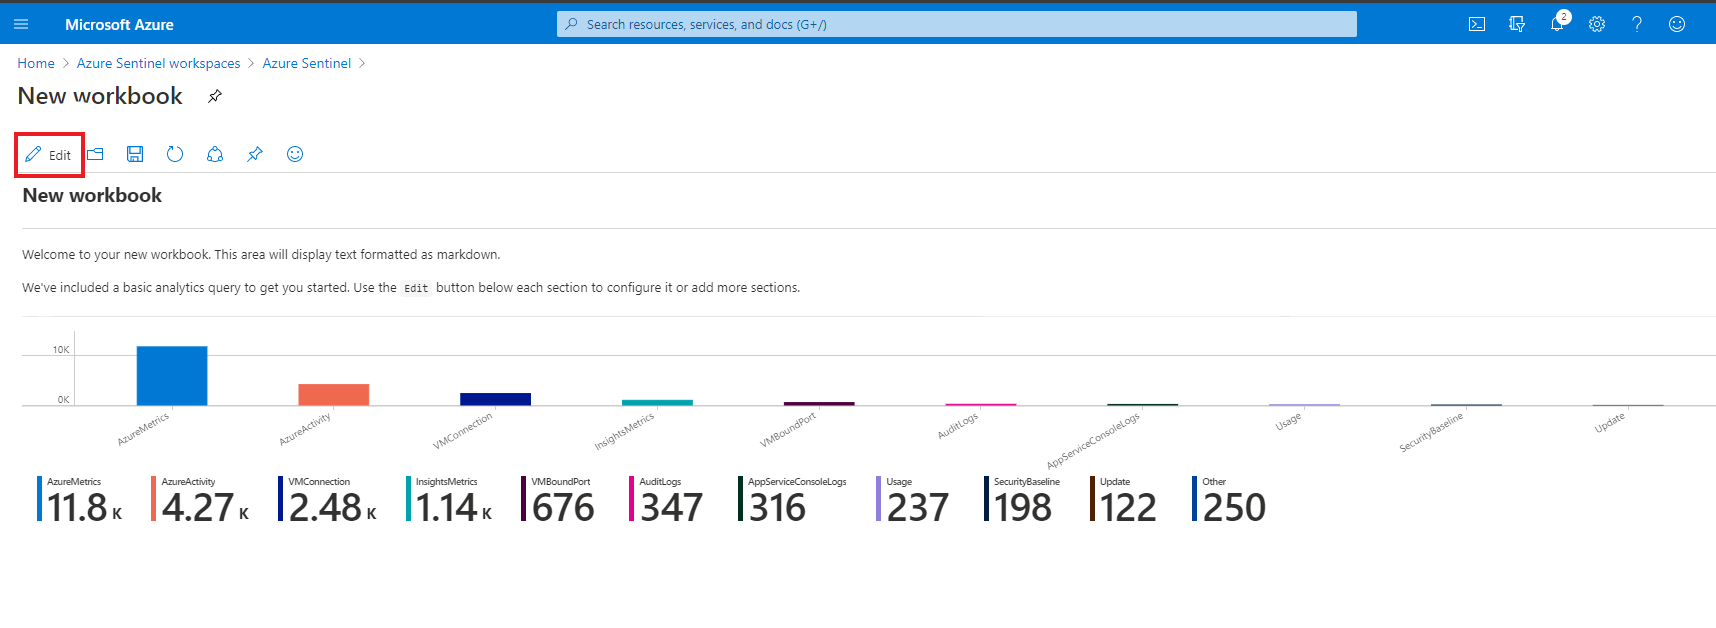 Microsoft Azure
Search resources, services, and docs (G+/)
2
Home > Azure Sentinel workspaces > Azure Sentinel >
New workbook
Edit
New workbook
Welcome to your new workbook. This area will display text formatted as markdown.
We've included a basic analytics query to get you started. Use the Edit button below each section to configure it or add more sections.
10K
0K
AzureMetrics
AzureActivity
VMConnection
InsightsMetrics
VMBoundPort
AuditLogs
AppServiceConsoleLogs
Usage
SecurityBaseline
Update
AzureMetrics
11.8 K
AzureActivity
4.27 K
VMConnection
2.48 K
InsightsMetrics
1.14 K
VMBoundPort
676
AuditLogs
347
AppServiceConsoleLogs
316
Usage
237
SecurityBaseline
198
Update
122
Other
250